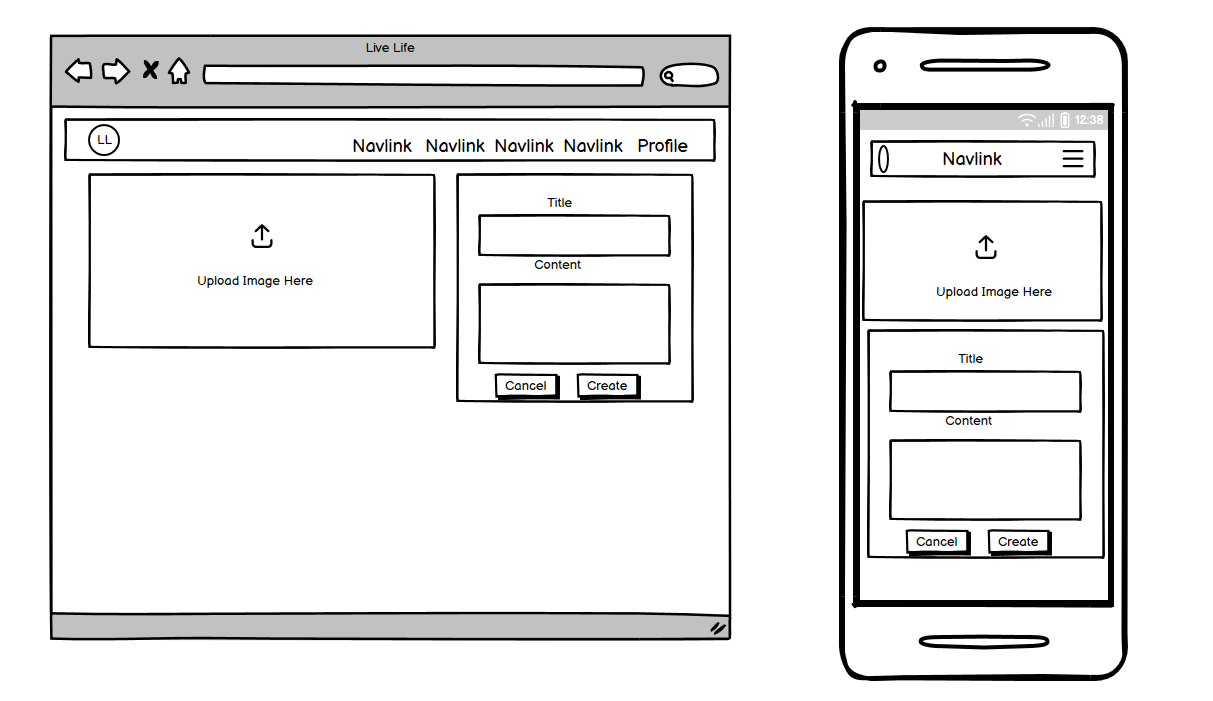 Live Life
LL
Navlink Navlink Navlink Navlink Profile
Upload Image Here
Title
Content
Cancel Create
12:38
Navlink
Upload Image Here
Title
Content
Cancel Create